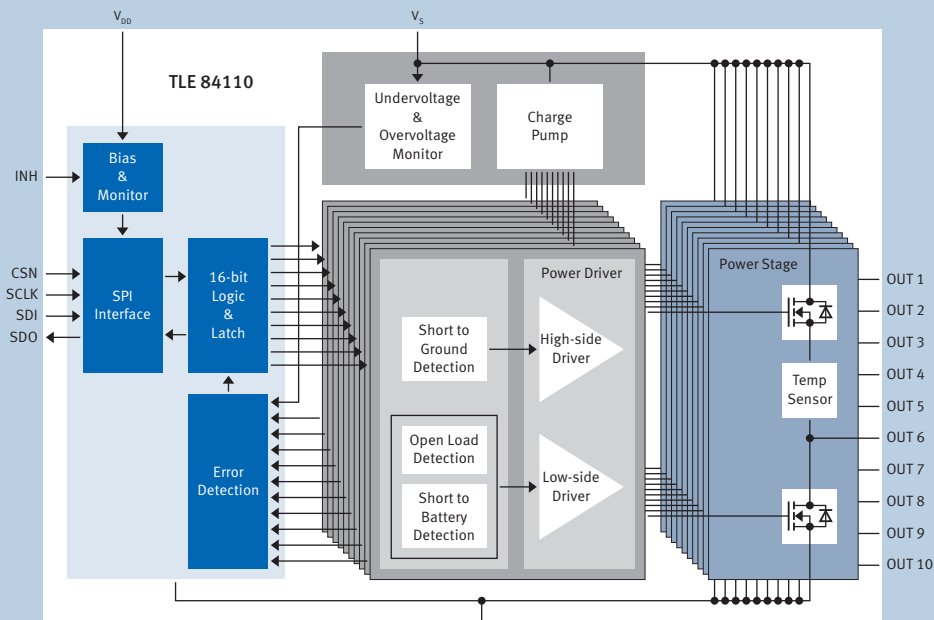 V_DD
V_S
TLE 84110
Undervoltage
&
Overvoltage
Monitor
Charge
Pump
Bias
&
Monitor
INH
CSN
SCLK
SDI
SDO
SPI
Interface
16-bit
Logic
&
Latch
Error
Detection
Power Driver
Short to
Ground
Detection
High-side
Driver
Open Load
Detection
Short to
Battery
Detection
Low-side
Driver
Power Stage
Temp
Sensor
OUT 1
OUT 2
OUT 3
OUT 4
OUT 5
OUT 6
OUT 7
OUT 8
OUT 9
OUT 10